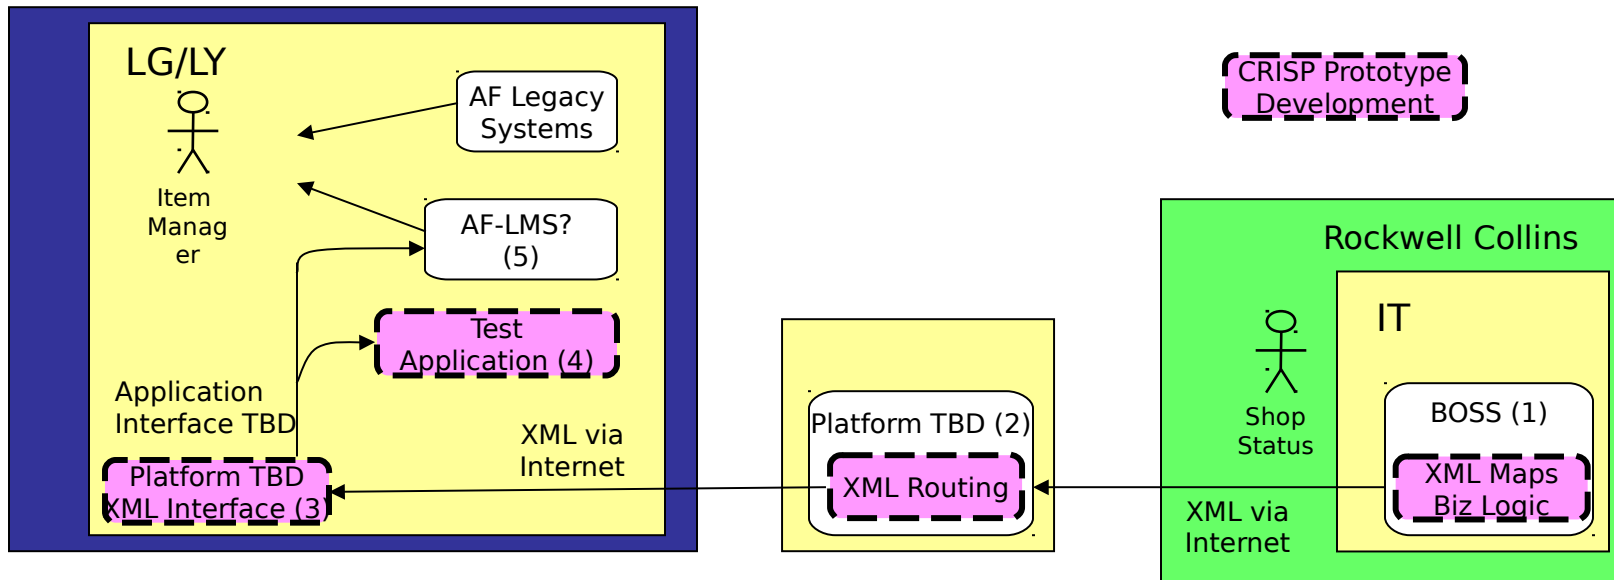 LG/LY
AF Legacy
Systems
Item
Manag
er
AF-LMS?
(5)
Test
Application (4)
Application
Interface TBD
XML via
Internet
Platform TBD
XML Interface (3)
Platform TBD (2)
XML Routing
CRISP Prototype
Development
Rockwell Collins
IT
Shop
Status
BOSS (1)
XML Maps
Biz Logic
XML via
Internet